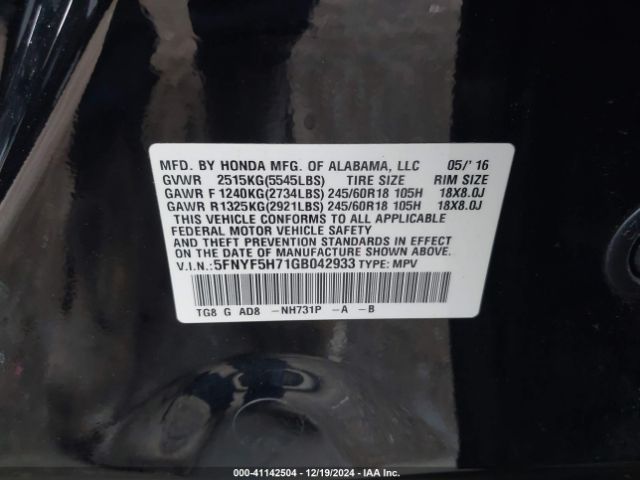 MFD. BY HONDA MFG. OF ALABAMA, LLC 05/' 16
GVWR 2515KG(5545LBS) TIRE SIZE RIM SIZE
GAWR F 1240KG(2734LBS) 245/60R18 105H 18X8.0J
GAWR R1325KG(2921LBS) 245/60R18 105H 18X8.0J
THIS VEHICLE CONFORMS TO ALL APPLICABLE
FEDERAL MOTOR VEHICLE SAFETY, BUMPER,
AND THEFT PREVENTION STANDARDS IN EFFECT
ON THE DATE OF MANUFACTURE SHOWN ABOVE.
V.I.N.:5FNYF5H71GB042933 TYPE: MPV
TG8 G AD8 -NH731P -A -B
Stock #: 41142504 - 12/19/2024 - IAA Inc.